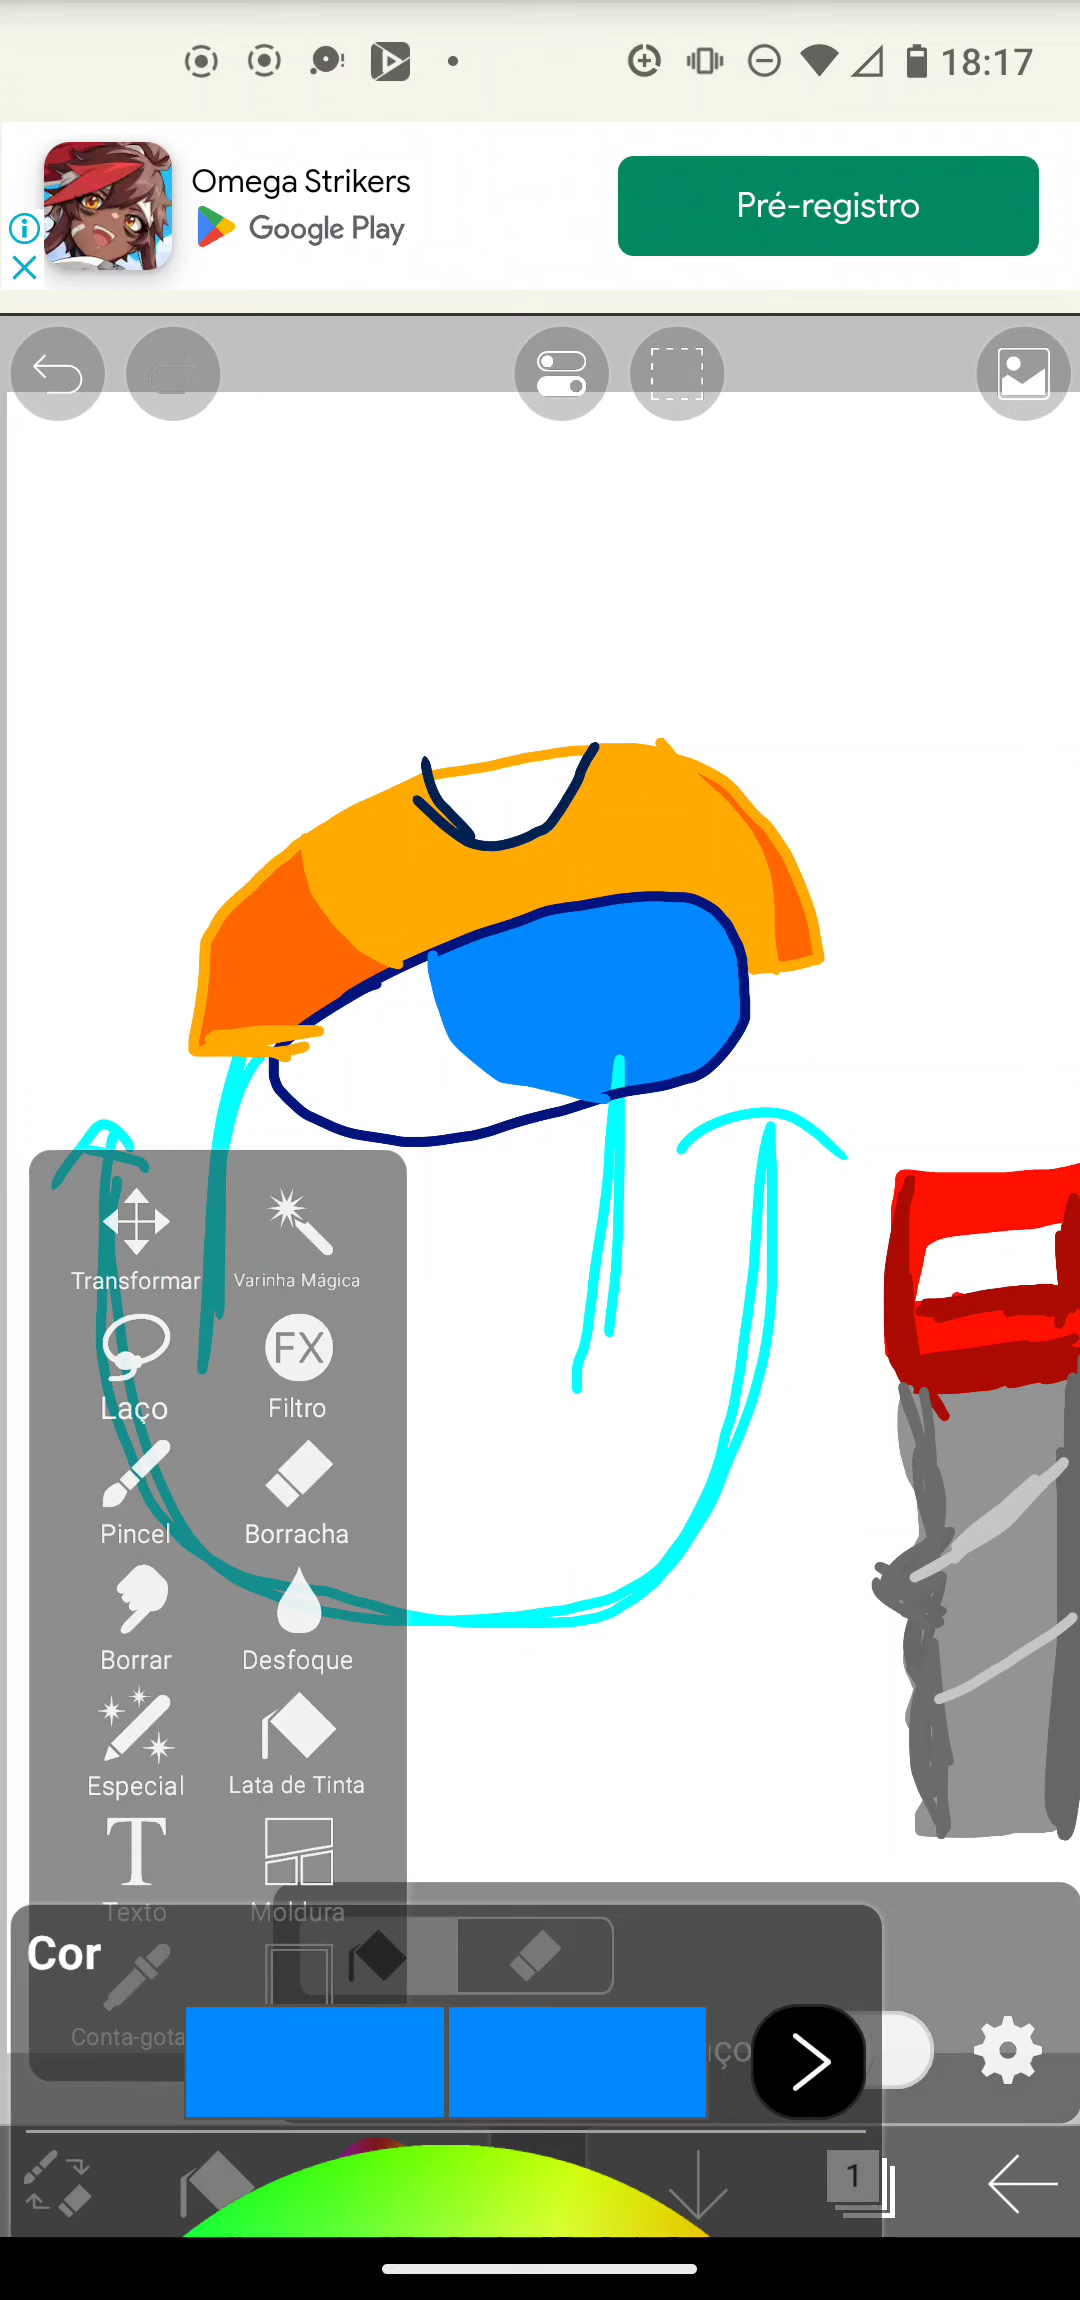 18:17
Omega Strikers
Google Play
Pré-registro
Transformar
Varinha Mágica
Laço
FX
Filtro
Pincel
Borracha
Borrar
Desfoque
Especial
Lata de Tinta
T
Texto
Moldura
Cor
Conta-gota
1